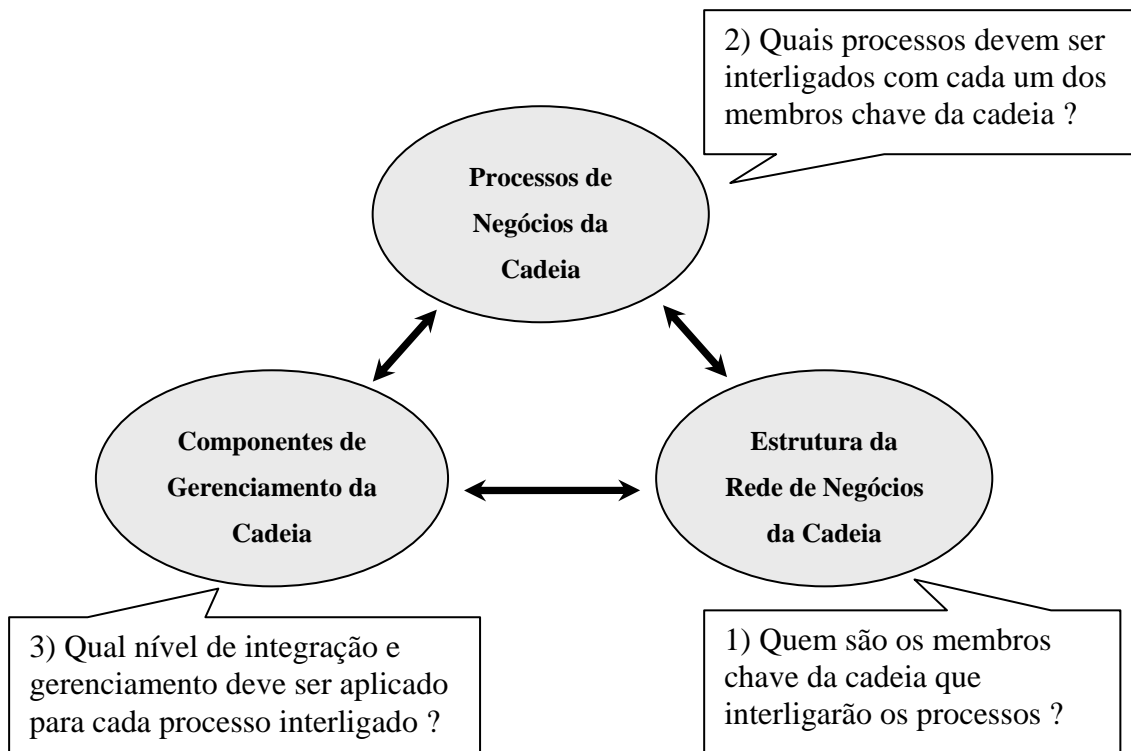 2) Quais processos devem ser
interligados com cada um dos
membros chave da cadeia ?
Processos de
Negócios da
Cadeia
Componentes de
Gerenciamento da
Cadeia
Estrutura da
Rede de Negócios
da Cadeia
3) Qual nível de integração e
gerenciamento deve ser aplicado
para cada processo interligado ?
1) Quem são os membros
chave da cadeia que
interligarão os processos ?